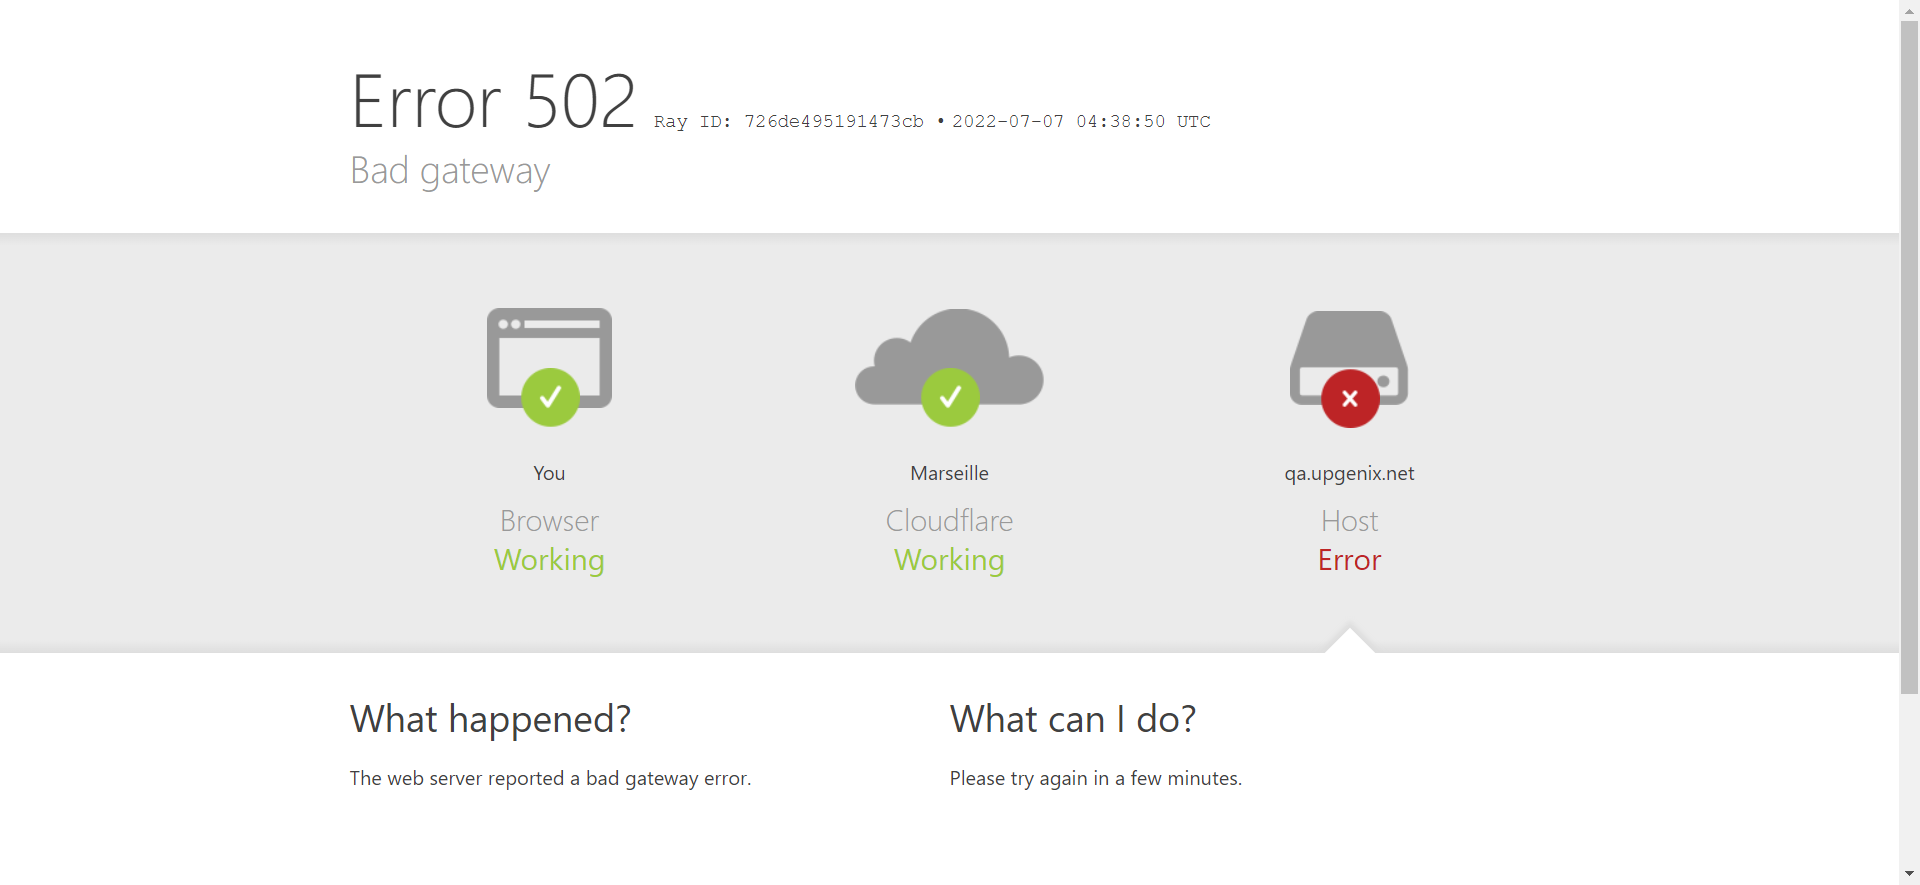 Error 502 Ray ID: 726de495191473cb • 2022-07-07 04:38:50 UTC
Bad gateway
You
Browser
Working
Marseille
Cloudflare
Working
qa.upgenix.net
Host
Error
What happened?
The web server reported a bad gateway error.
What can I do?
Please try again in a few minutes.